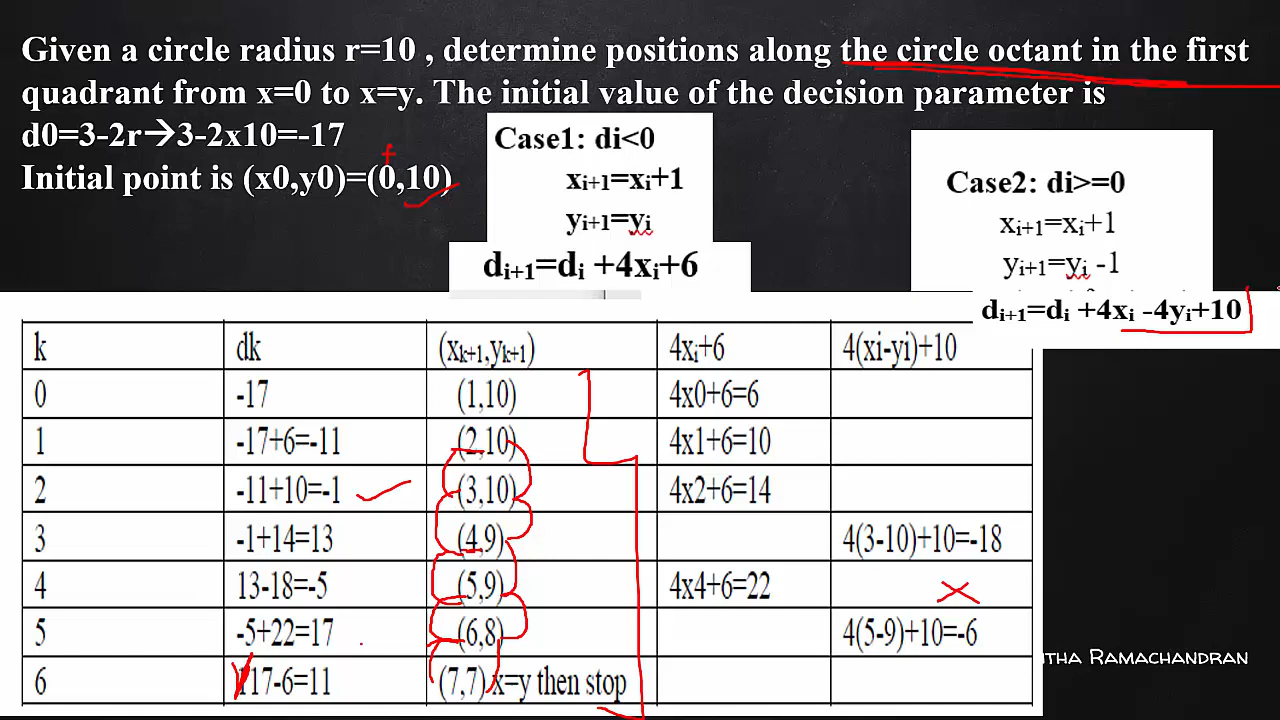 Given a circle radius r=10 , determine positions along the circle octant in the first
quadrant from x=0 to x=y. The initial value of the decision parameter is
d0=3-2r→3-2x10=-17
Initial point is (x0,y0)=(0,10)
Case1: di<0
xi+1=xi+1
yi+1=yi
di+1=di +4xi+6
Case2: di>=0
xi+1=xi+1
yi+1=yi -1
di+1=di +4xi -4yi+10
k dk (xk+1,yk+1) 4xi+6 4(xi-yi)+10
0 -17 (1,10) 4x0+6=6
1 -17+6=-11 (2,10) 4x1+6=10
2 -11+10=-1 (3,10) 4x2+6=14
3 -1+14=13 (4,9) 4(3-10)+10=-18
4 13-18=-5 (5,9) 4x4+6=22
5 -5+22=17 (6,8) 4(5-9)+10=-6
6 117-6=11 (7,7) x=y then stop
THA RAMACHANDRAN